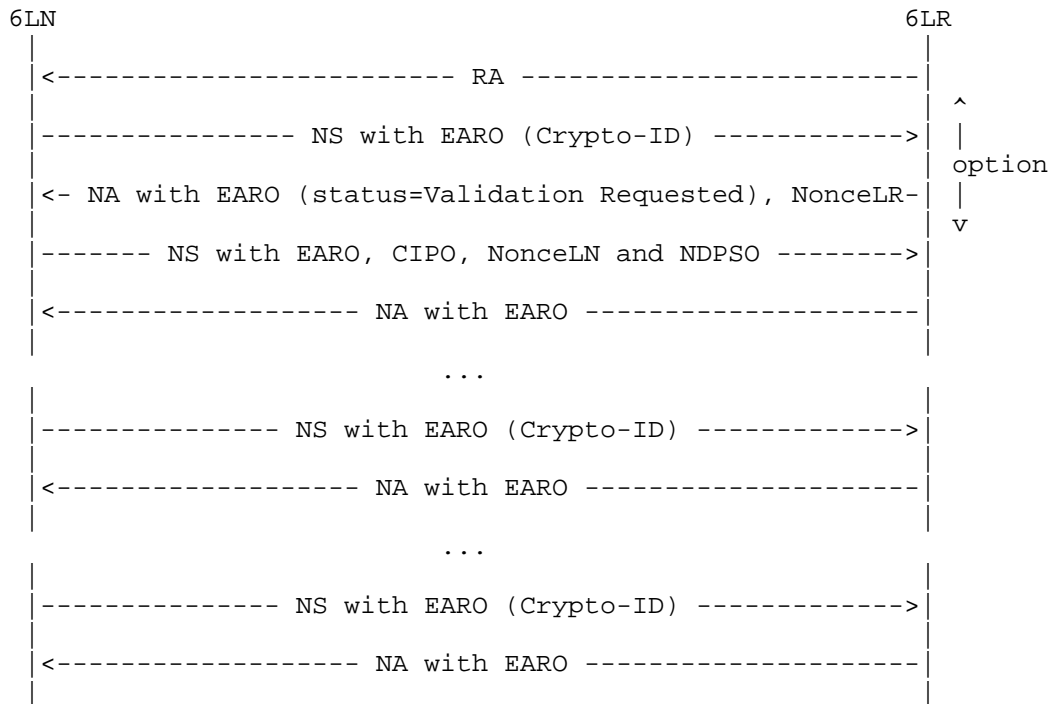 6LN 6LR
<-------------------------- RA -------------------------
^
---------------- NS with EARO (Crypto-ID) ------------>
option
<- NA with EARO (status=Validation Requested), NonceLR-
v
------- NS with EARO, CIPO, NonceLN and NDPSO -------->
<------------------- NA with EARO ---------------------
...
--------------- NS with EARO (Crypto-ID) ------------->
<------------------- NA with EARO ---------------------
...
--------------- NS with EARO (Crypto-ID) ------------->
<------------------- NA with EARO ---------------------